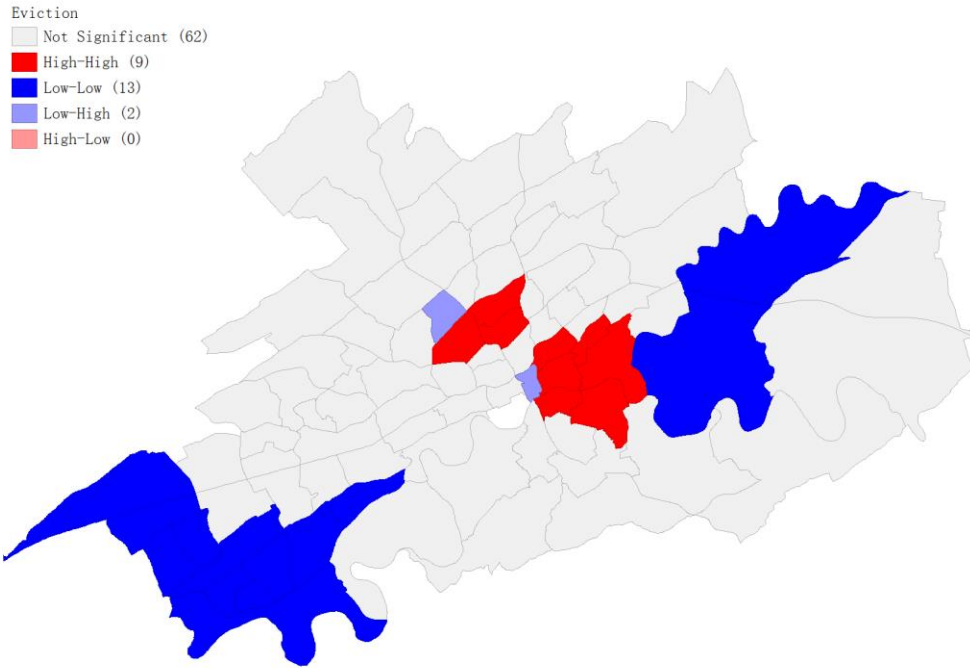 Eviction
Not Significant (62)
High-High (9)
Low-Low (13)
Low-High (2)
High-Low (0)